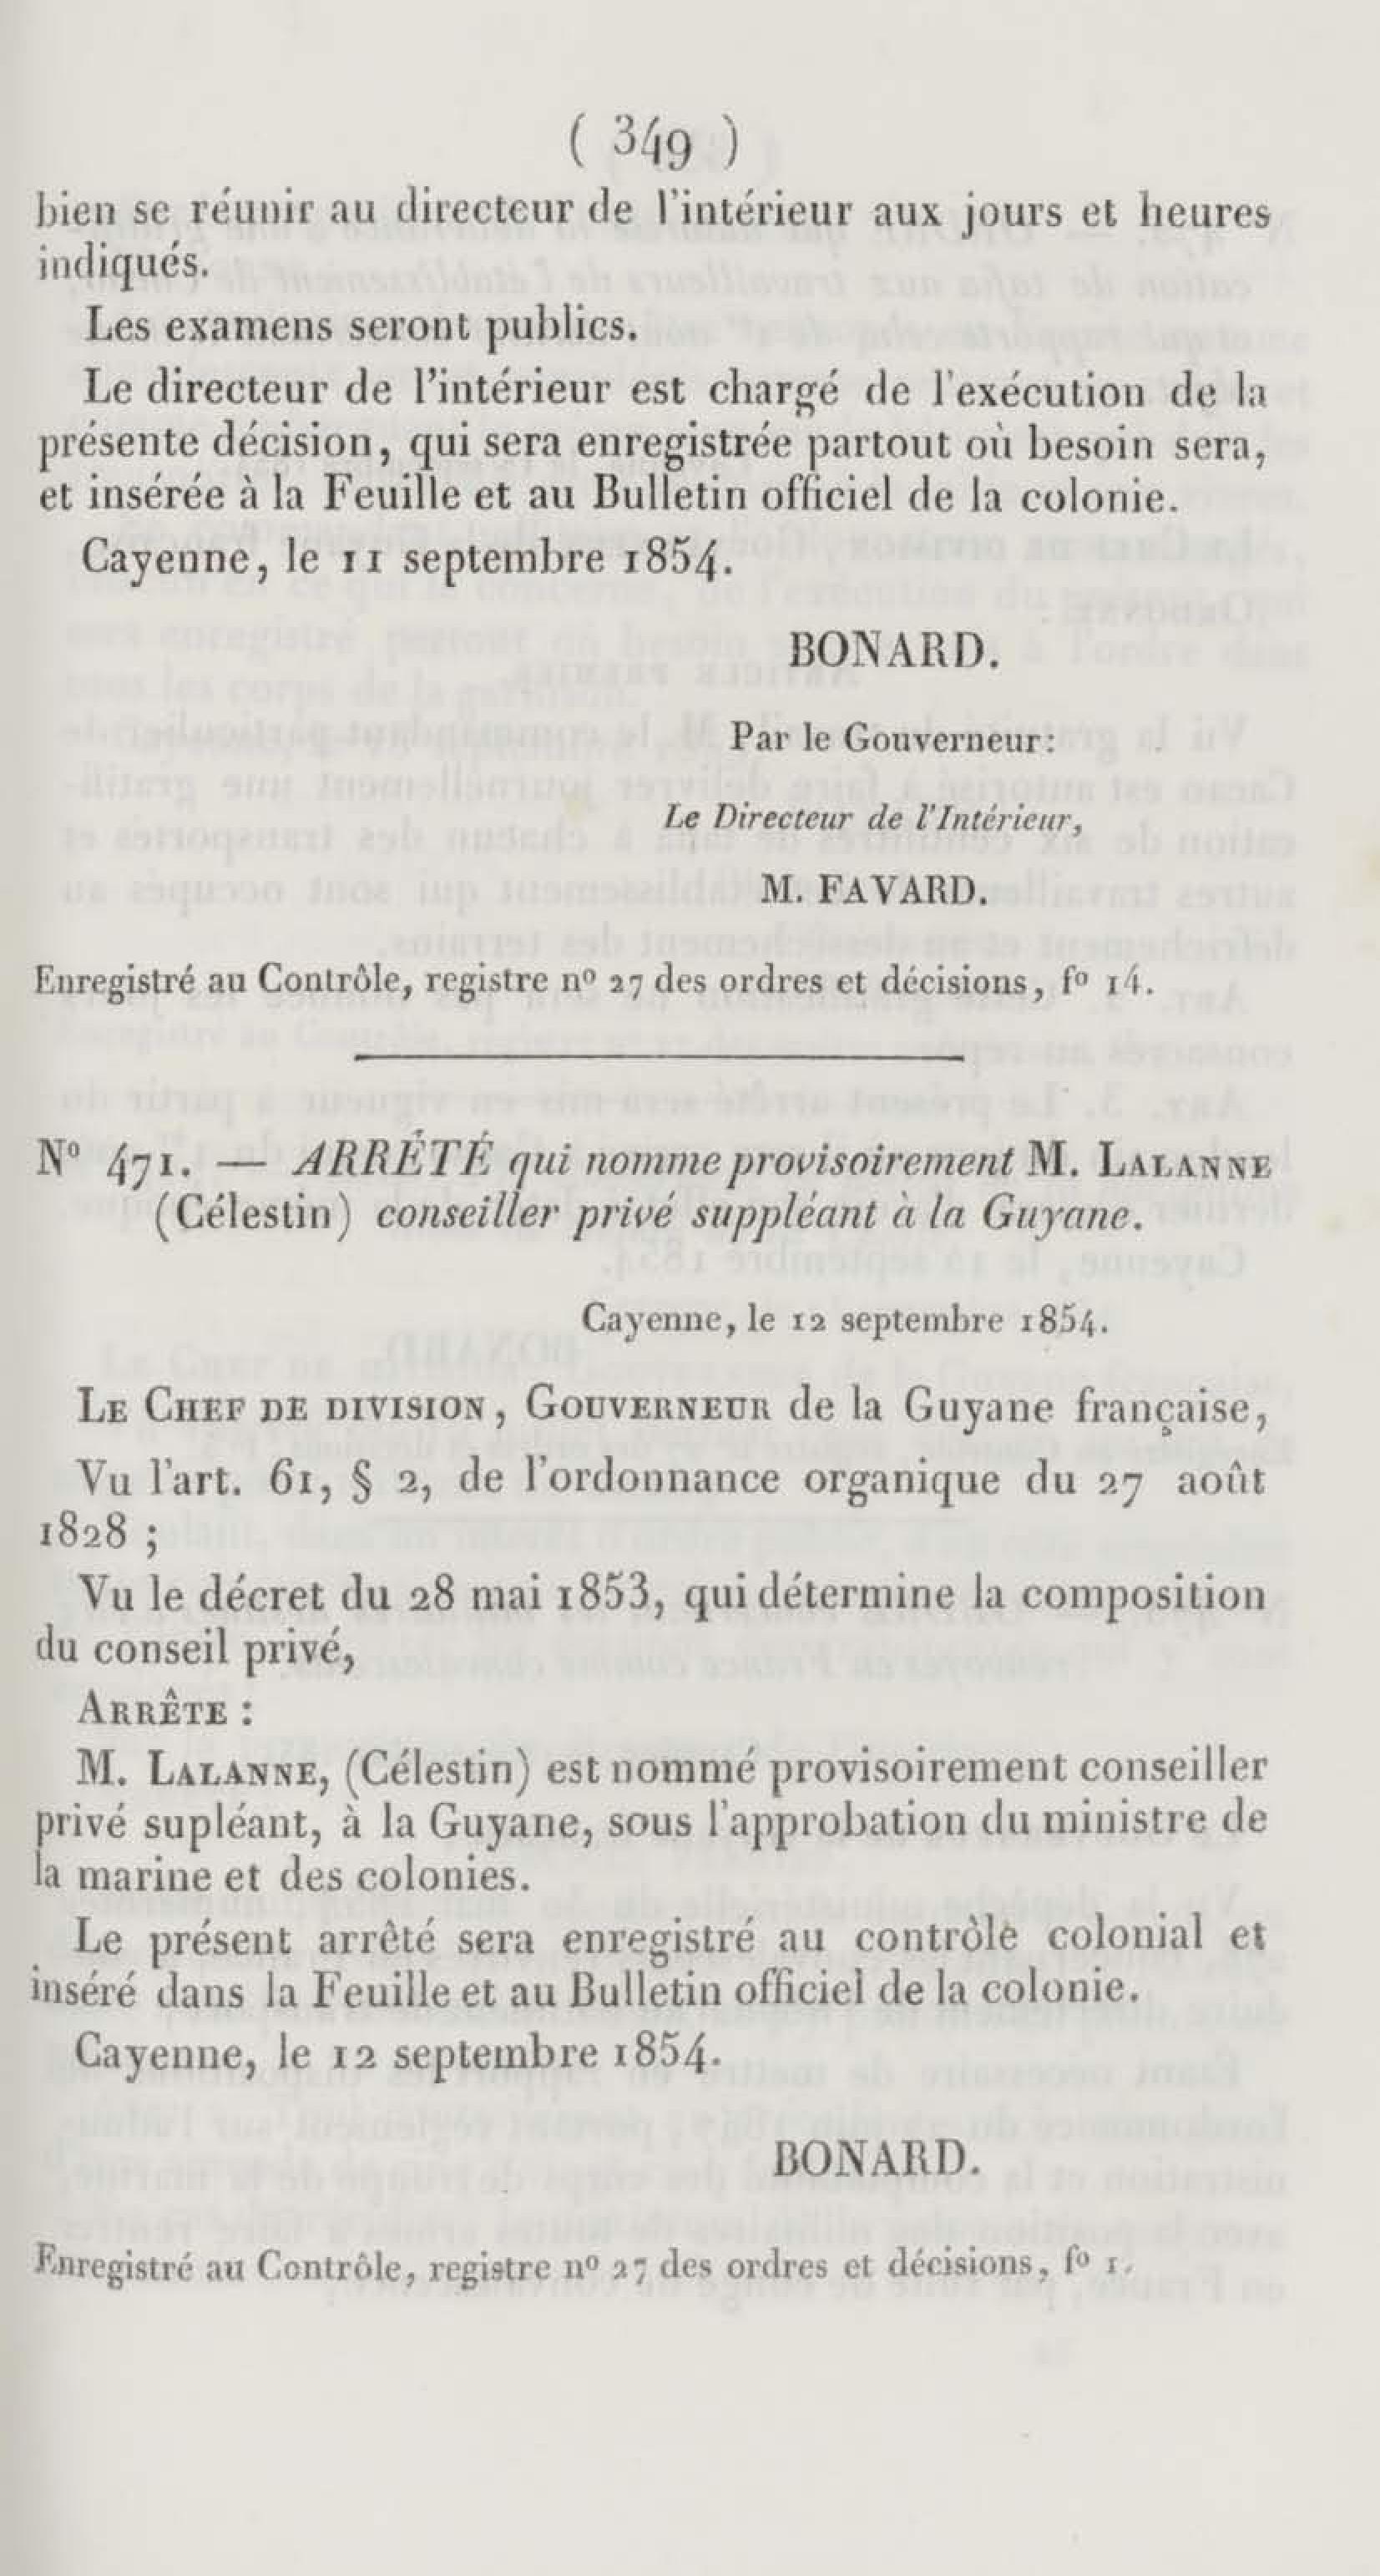 ( 349 )
bien se réunir au directeur de l'intérieur aux jours et heures
indiqués.
Les examens seront publics.
Le directeur de l'intérieur est chargé de l'exécution de la
présente décision, qui sera enregistrée partout où besoin sera,
et insérée à la Feuille et au Bulletin officiel de la colonie.
Cayenne, le 11 septembre 1854.
BONARD.
Par le Gouverneur:
Le Directeur de l'Intérieur,
M. FAVARD.
Enregistré au Contrôle, registre nº 27 des ordres et décisions, fº 14.
Nº 471. — ARRÊTÉ qui nomme provisoirement M. LALANNE
(Célestin) conseiller privé suppléant à la Guyane.
Cayenne, le 12 septembre 1854.
LE CHEF DE DIVISION, GOUVERNEUR de la Guyane française,
Vu l'art. 61, § 2, de l'ordonnance organique du 27 août
1828 ;
Vu le décret du 28 mai 1853, qui détermine la composition
du conseil privé,
ARRÊTE :
M. LALANNE, (Célestin) est nommé provisoirement conseiller
privé supléant, à la Guyane, sous l'approbation du ministre de
la marine et des colonies.
Le présent arrêté sera enregistré au contrôle colonial et
inséré dans la Feuille et au Bulletin officiel de la colonie.
Cayenne, le 12 septembre 1854.
BONARD.
Enregistré au Contrôle, registre nº 27 des ordres et décisions, fº 1.